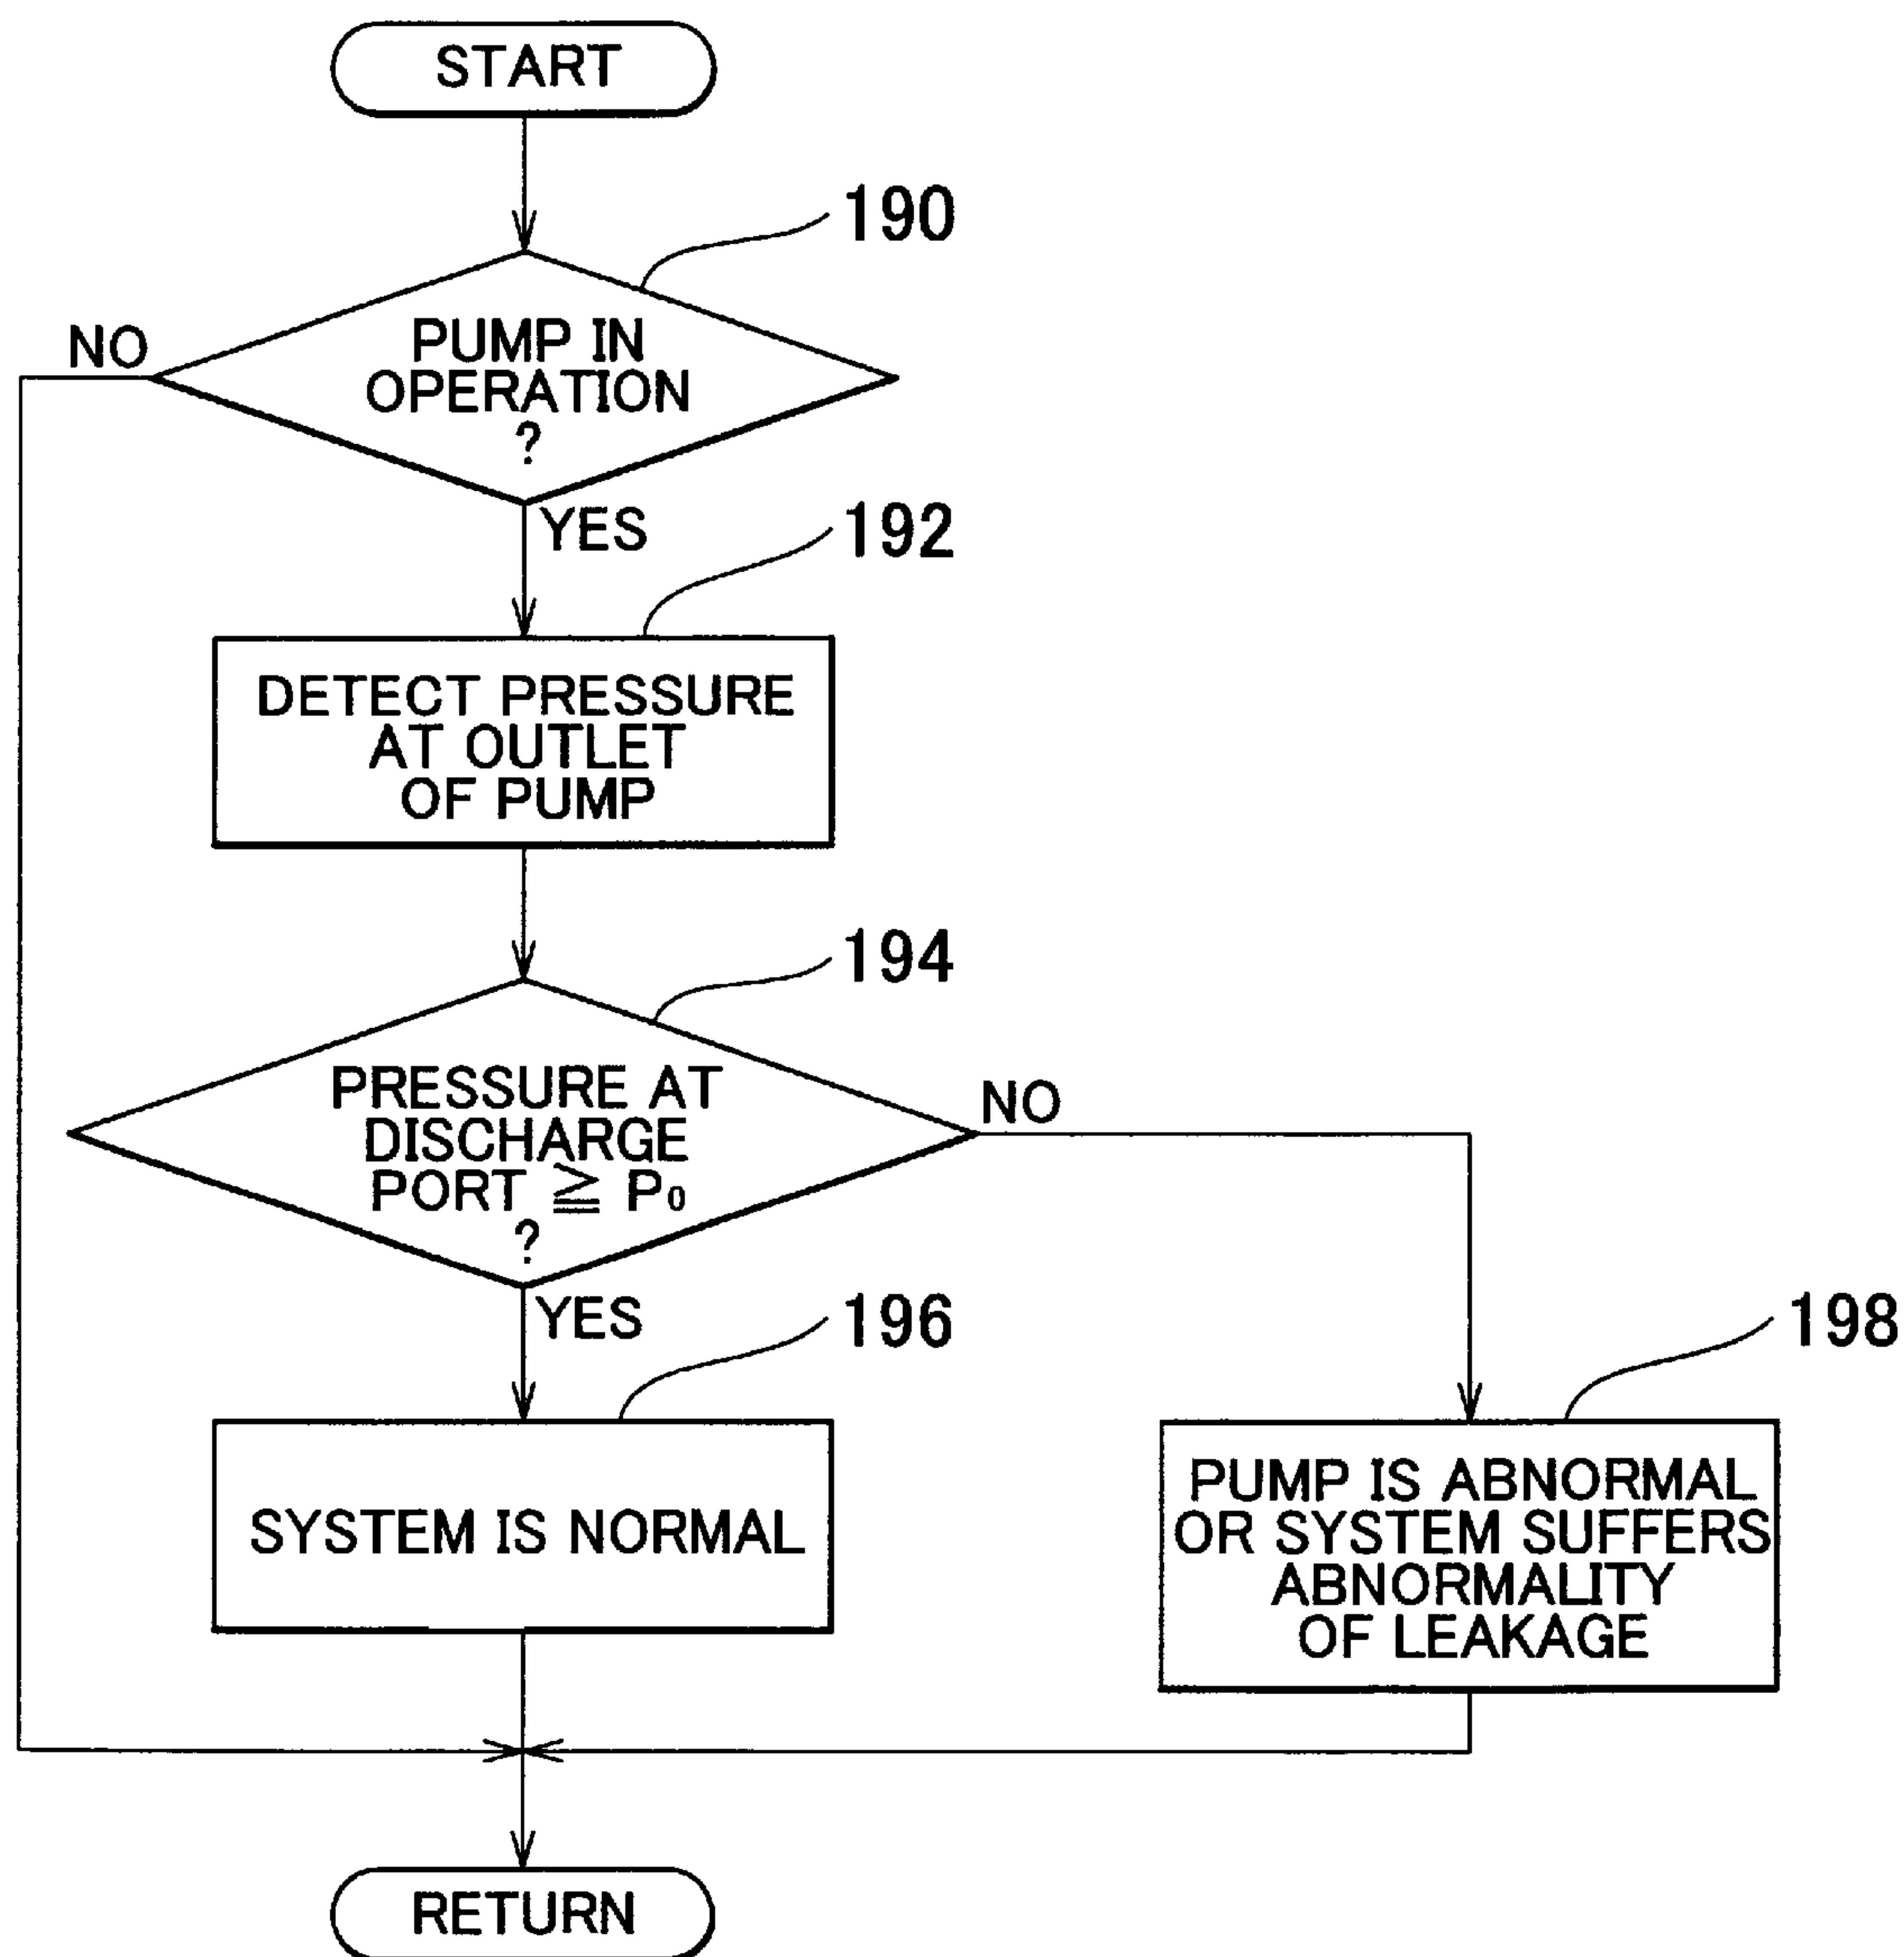 START
190
NO
PUMP IN
OPERATION
?
YES
192
DETECT PRESSURE
AT OUTLET
OF PUMP
194
PRESSURE AT
DISCHARGE
PORT ≧ P₀
?
NO
YES
196
198
SYSTEM IS NORMAL
PUMP IS ABNORMAL
OR SYSTEM SUFFERS
ABNORMALITY
OF LEAKAGE
RETURN